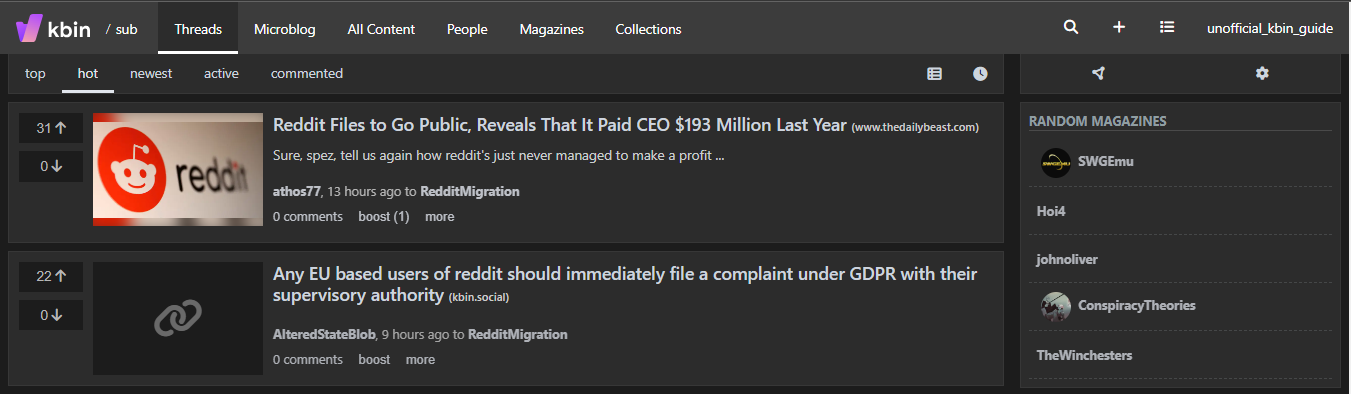 kbin / sub Threads Microblog All Content People Magazines Collections unofficial_kbin_guide
top hot newest active commented
31
0
reddit
Reddit Files to Go Public, Reveals That It Paid CEO $193 Million Last Year (www.thedailybeast.com)
Sure, spez, tell us again how reddit's just never managed to make a profit ...
athos77, 13 hours ago to RedditMigration
0 comments boost (1) more
22
0
Any EU based users of reddit should immediately file a complaint under GDPR with their
supervisory authority (kbin.social)
AlteredStateBlob, 9 hours ago to RedditMigration
0 comments boost more
RANDOM MAGAZINES
SWGEMU
SWGEmu
Hoi4
johnoliver
ConspiracyTheories
TheWinchesters